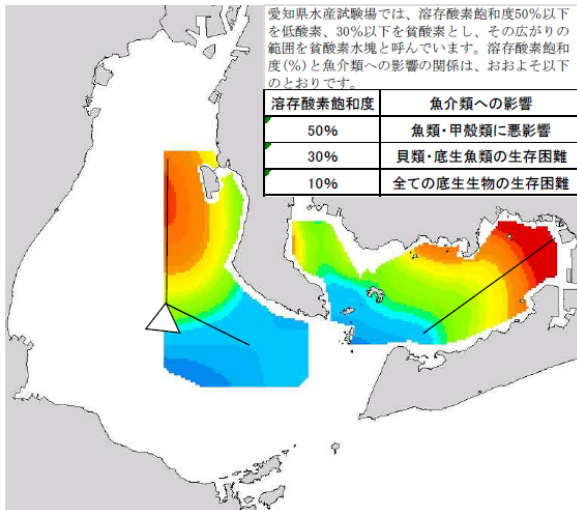 愛知県水産試験場では、溶存酸素飽和度50%以下
を低酸素、30%以下を貧酸素とし、その広がりの
範囲を貧酸素水塊と呼んでいます。溶存酸素飽和
度(%)と魚介類への影響の関係は、おおよそ以下
のとおりです。
溶存酸素飽和度 魚介類への影響
50% 魚類・甲殻類に悪影響
30% 貝類・底生魚類の生存困難
10% 全ての底生生物の生存困難